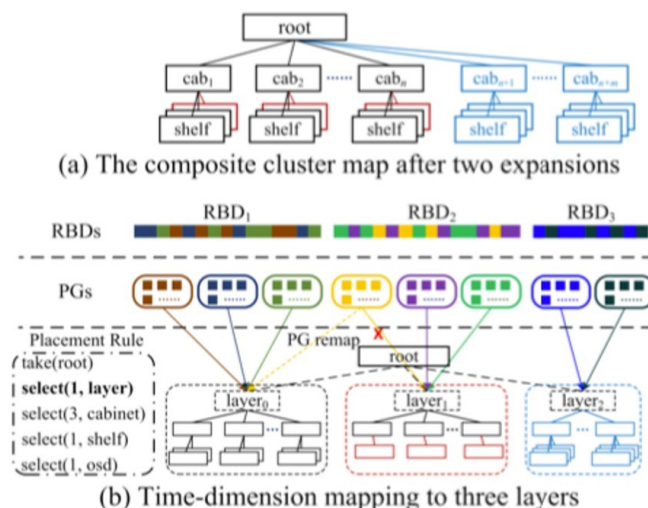 root
cab₁ cab₂ ...... cabₙ cabₙ₊₁ ...... cabₙ₊ₘ
shelf shelf shelf shelf shelf
(a) The composite cluster map after two expansions
RBD₁ RBD₂ RBD₃
RBDs
PGs
...... ...... ...... ...... ...... ...... ...... ......
Placement Rule
PG remap
X
root
take(root)
select(1, layer)
select(3, cabinet)
select(1, shelf)
select(1, osd)
layer₀ layer₁ layer₂
(b) Time-dimension mapping to three layers